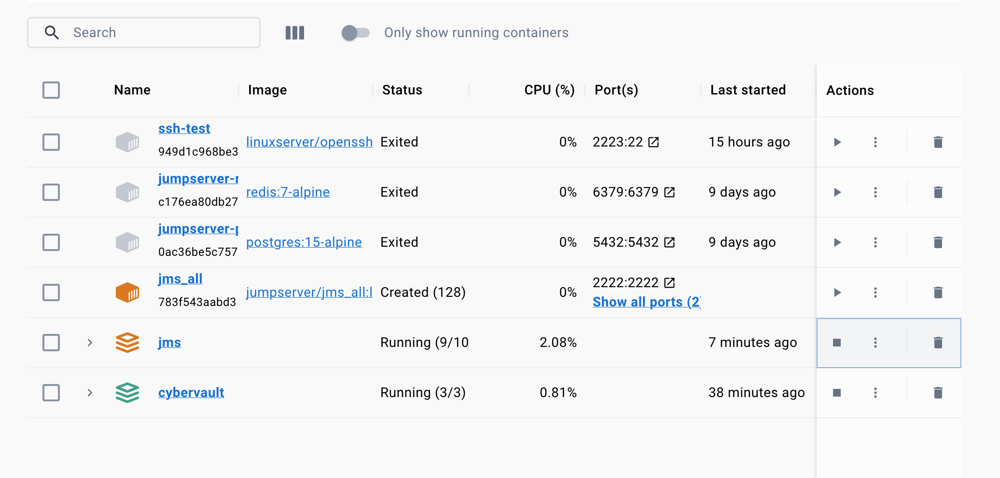 Search
Only show running containers
Name Image Status CPU (%) Port(s) Last started Actions
ssh-test
949d1c968be3
linuxserver/openssh Exited 0% 2223:22 15 hours ago
jumpserver-r
c176ea80db27
redis:7-alpine Exited 0% 6379:6379 9 days ago
jumpserver-p
0ac36be5c757
postgres:15-alpine Exited 0% 5432:5432 9 days ago
jms_all
783f543aabd3
jumpserver/jms_all:l Created (128) 0% 2222:2222
Show all ports (2)
jms Running (9/10 2.08% 7 minutes ago
cybervault Running (3/3) 0.81% 38 minutes ago